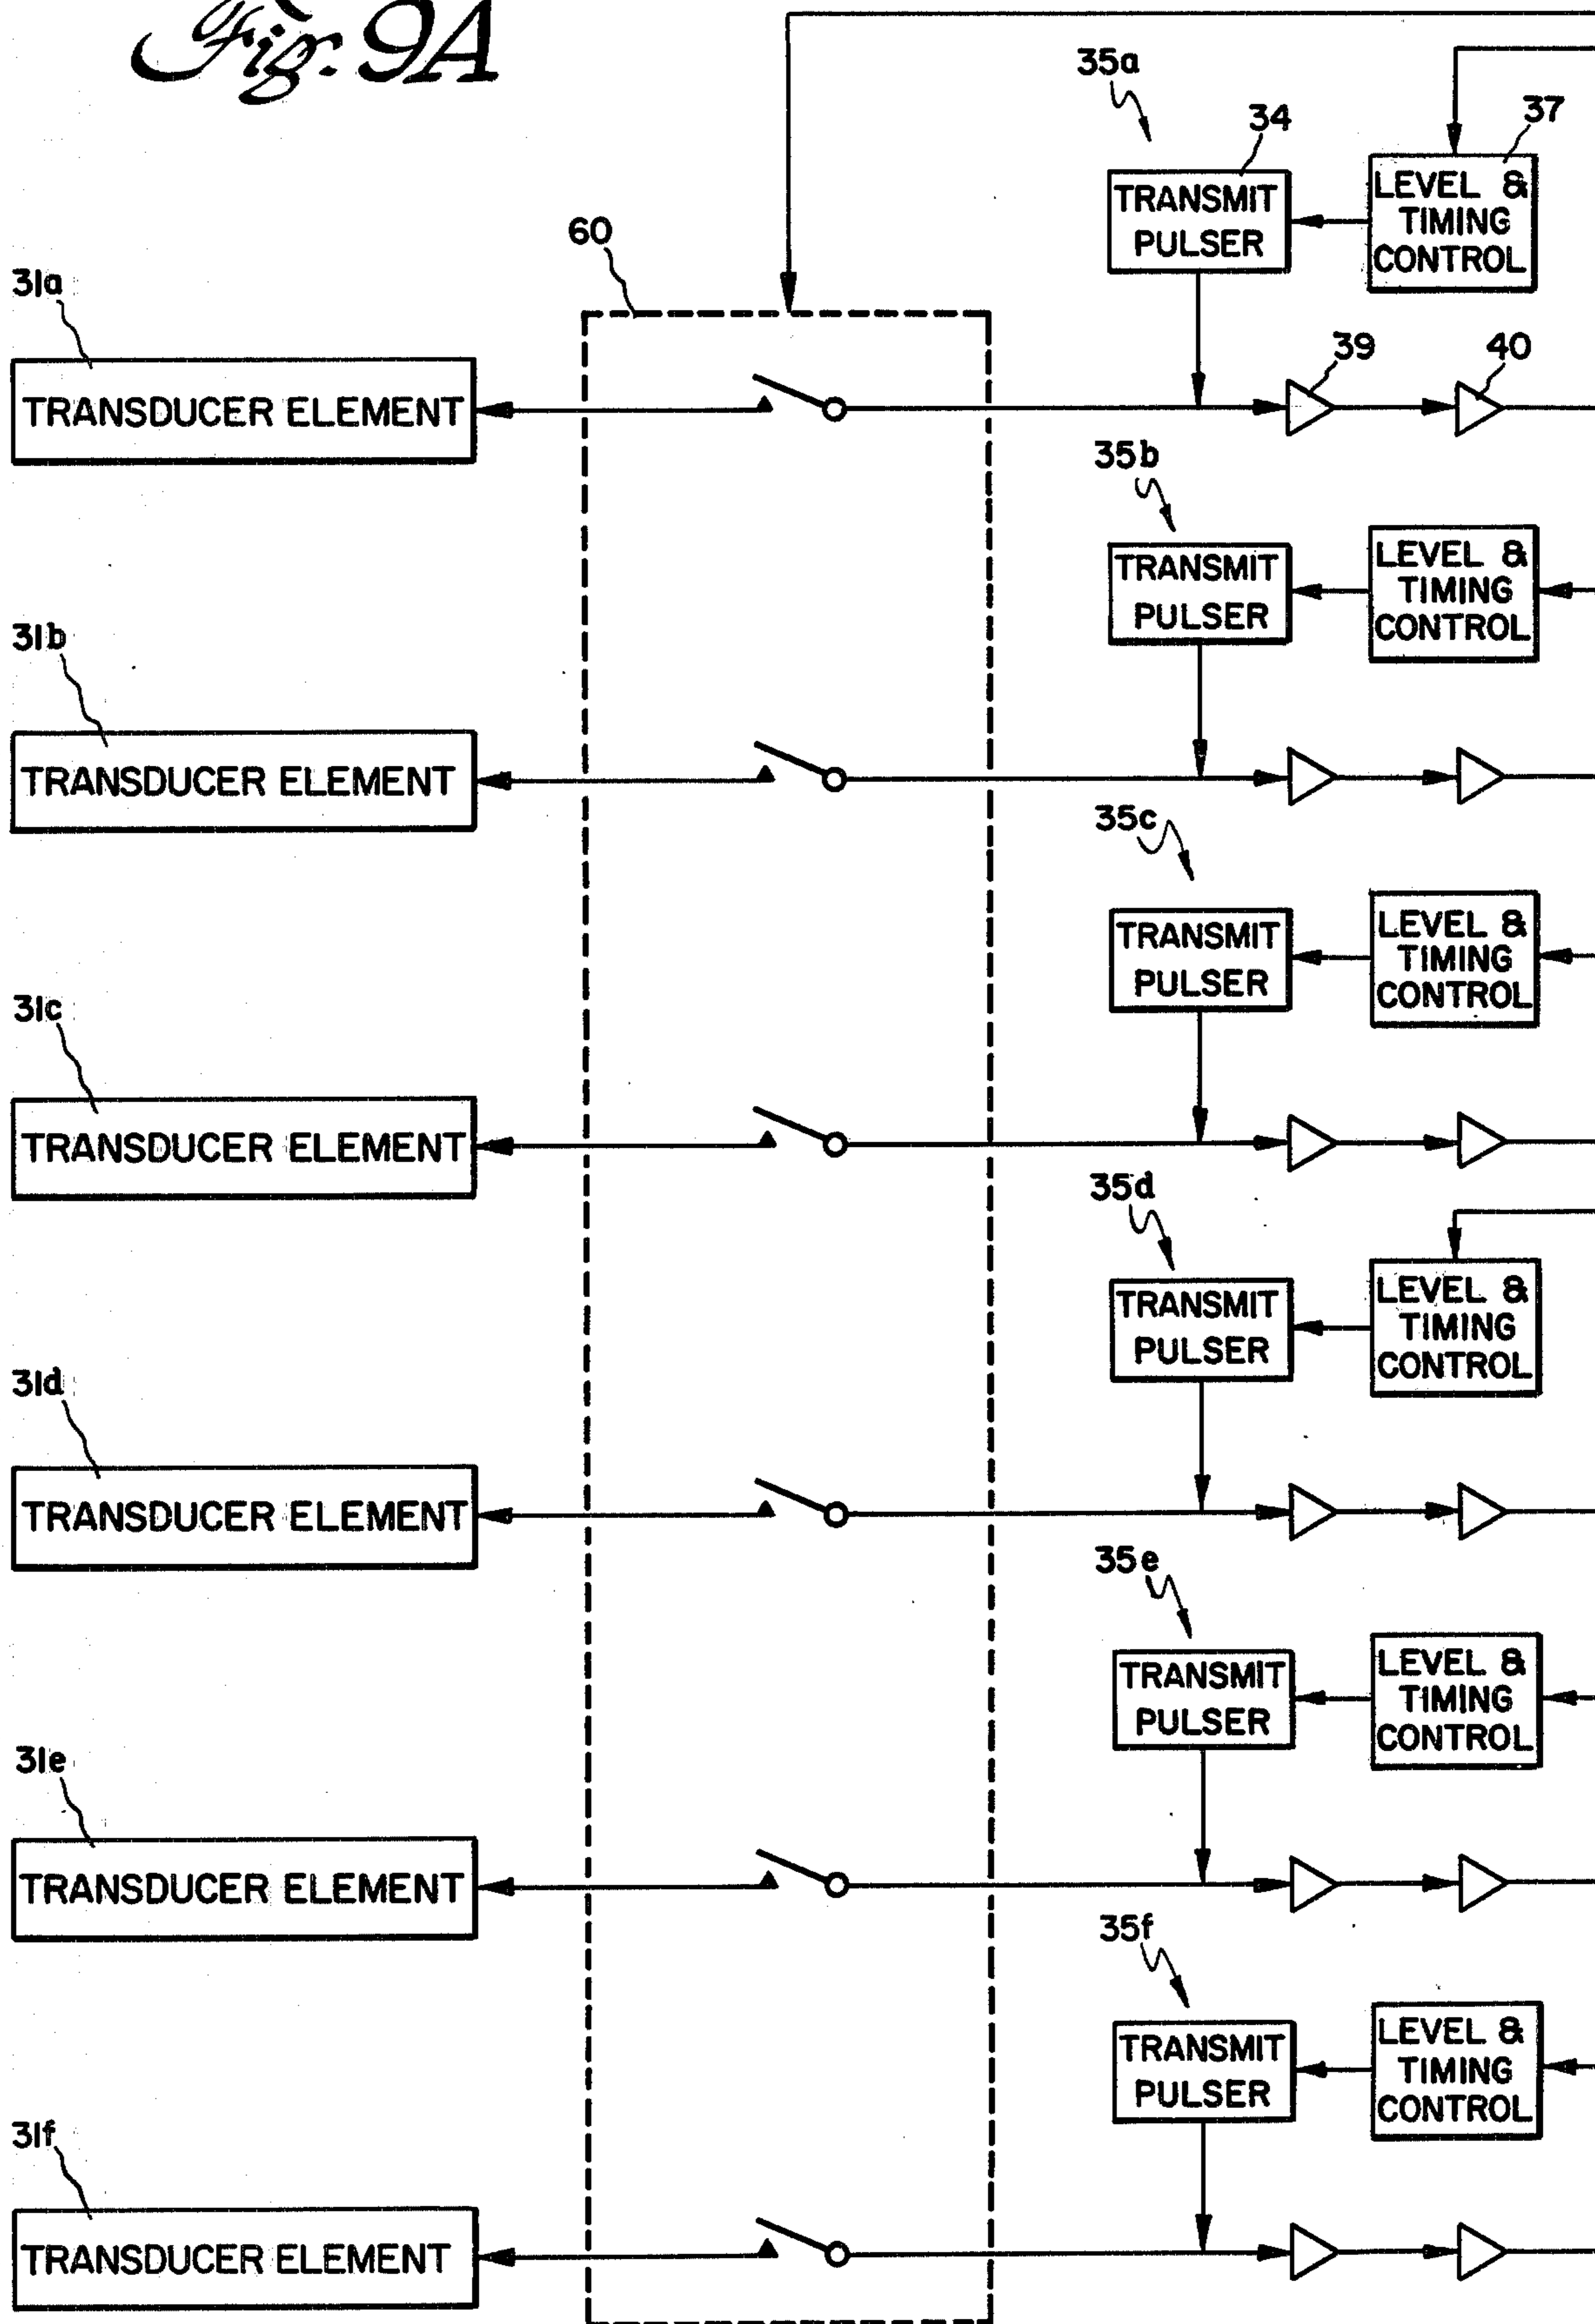 Fig. 9A
35a
34
37
TRANSMIT
PULSER
LEVEL &
TIMING
CONTROL
60
31a
TRANSDUCER ELEMENT
39
40
35b
TRANSMIT
PULSER
LEVEL &
TIMING
CONTROL
31b
TRANSDUCER ELEMENT
35c
TRANSMIT
PULSER
LEVEL &
TIMING
CONTROL
31c
TRANSDUCER ELEMENT
35d
TRANSMIT
PULSER
LEVEL &
TIMING
CONTROL
31d
TRANSDUCER ELEMENT
35e
TRANSMIT
PULSER
LEVEL &
TIMING
CONTROL
31e
TRANSDUCER ELEMENT
35f
TRANSMIT
PULSER
LEVEL &
TIMING
CONTROL
31f
TRANSDUCER ELEMENT